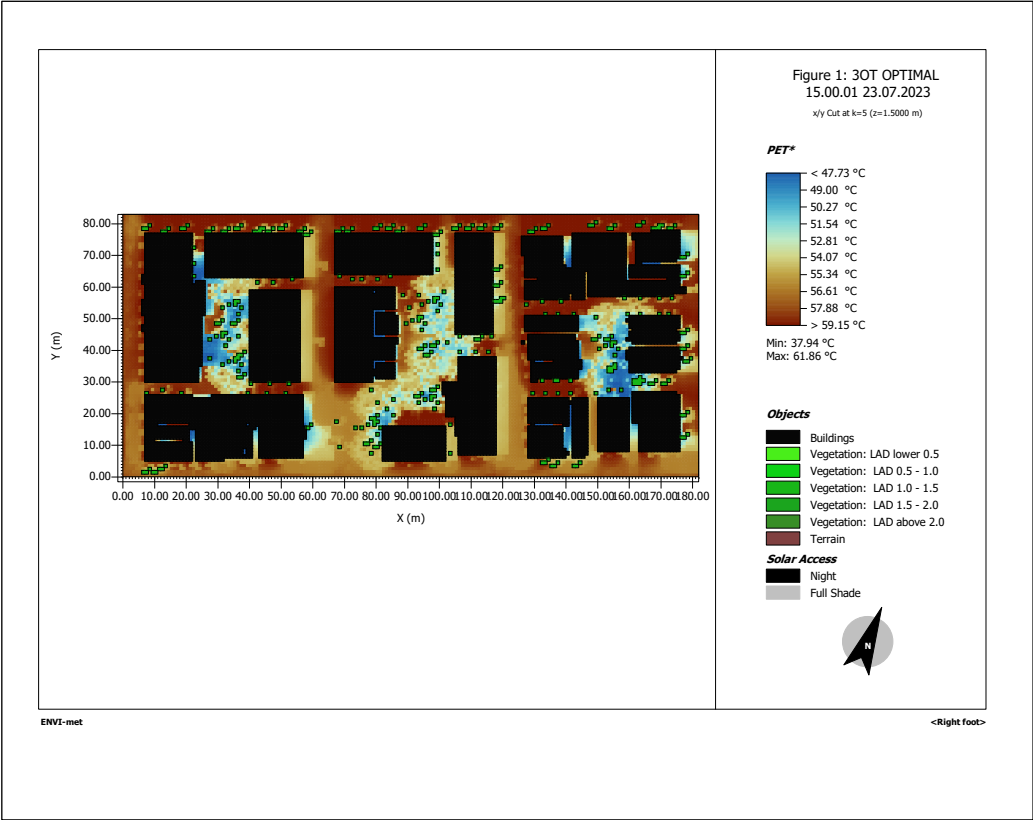 Figure 1: 3OT OPTIMAL
15.00.01 23.07.2023
x/y Cut at k=5 (z=1.5000 m)
PET*
< 47.73 °C
49.00 °C
50.27 °C
51.54 °C
52.81 °C
54.07 °C
55.34 °C
56.61 °C
57.88 °C
> 59.15 °C
Min: 37.94 °C
Max: 61.86 °C
Objects
Buildings
Vegetation: LAD lower 0.5
Vegetation: LAD 0.5 - 1.0
Vegetation: LAD 1.0 - 1.5
Vegetation: LAD 1.5 - 2.0
Vegetation: LAD above 2.0
Terrain
Solar Access
Night
Full Shade
N
Y (m)
80.00
70.00
60.00
50.00
40.00
30.00
20.00
10.00
0.00
0.00 10.00 20.00 30.00 40.00 50.00 60.00 70.00 80.00 90.00 100.00 110.00 120.00 130.00 140.00 150.00 160.00 170.00 180.00
X (m)
ENVI-met
<Right foot>